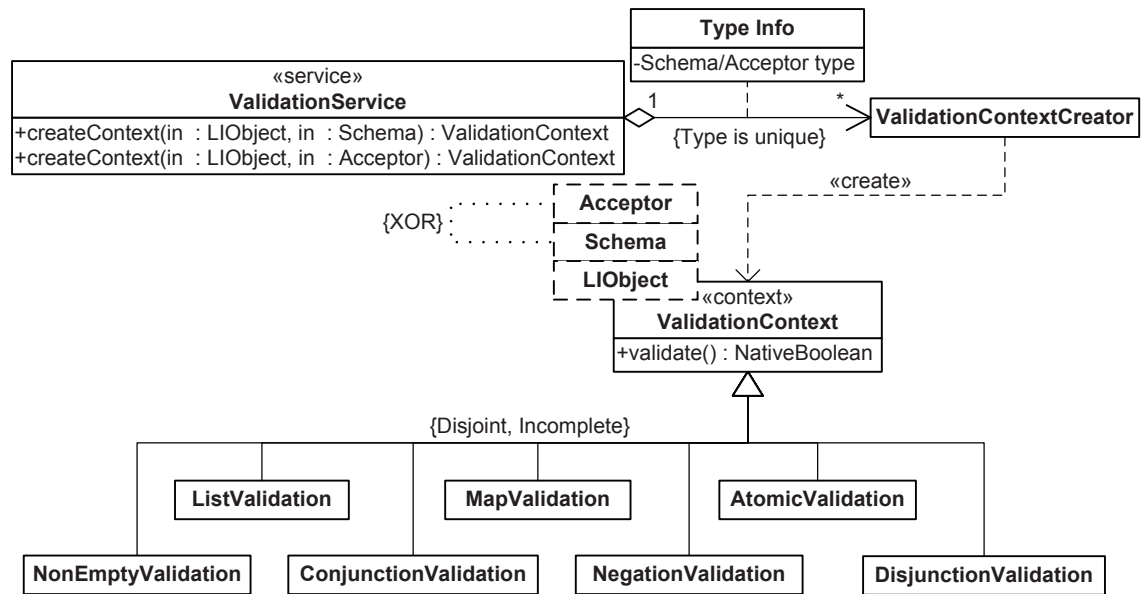 Type Info
-Schema/Acceptor type
«service»
ValidationService
+createContext(in : LIObject, in : Schema) : ValidationContext
+createContext(in : LIObject, in : Acceptor) : ValidationContext
1
*
{Type is unique}
ValidationContextCreator
«create»
{XOR}
Acceptor
Schema
LIObject
«context»
ValidationContext
+validate() : NativeBoolean
{Disjoint, Incomplete}
ListValidation
MapValidation
AtomicValidation
NonEmptyValidation
ConjunctionValidation
NegationValidation
DisjunctionValidation